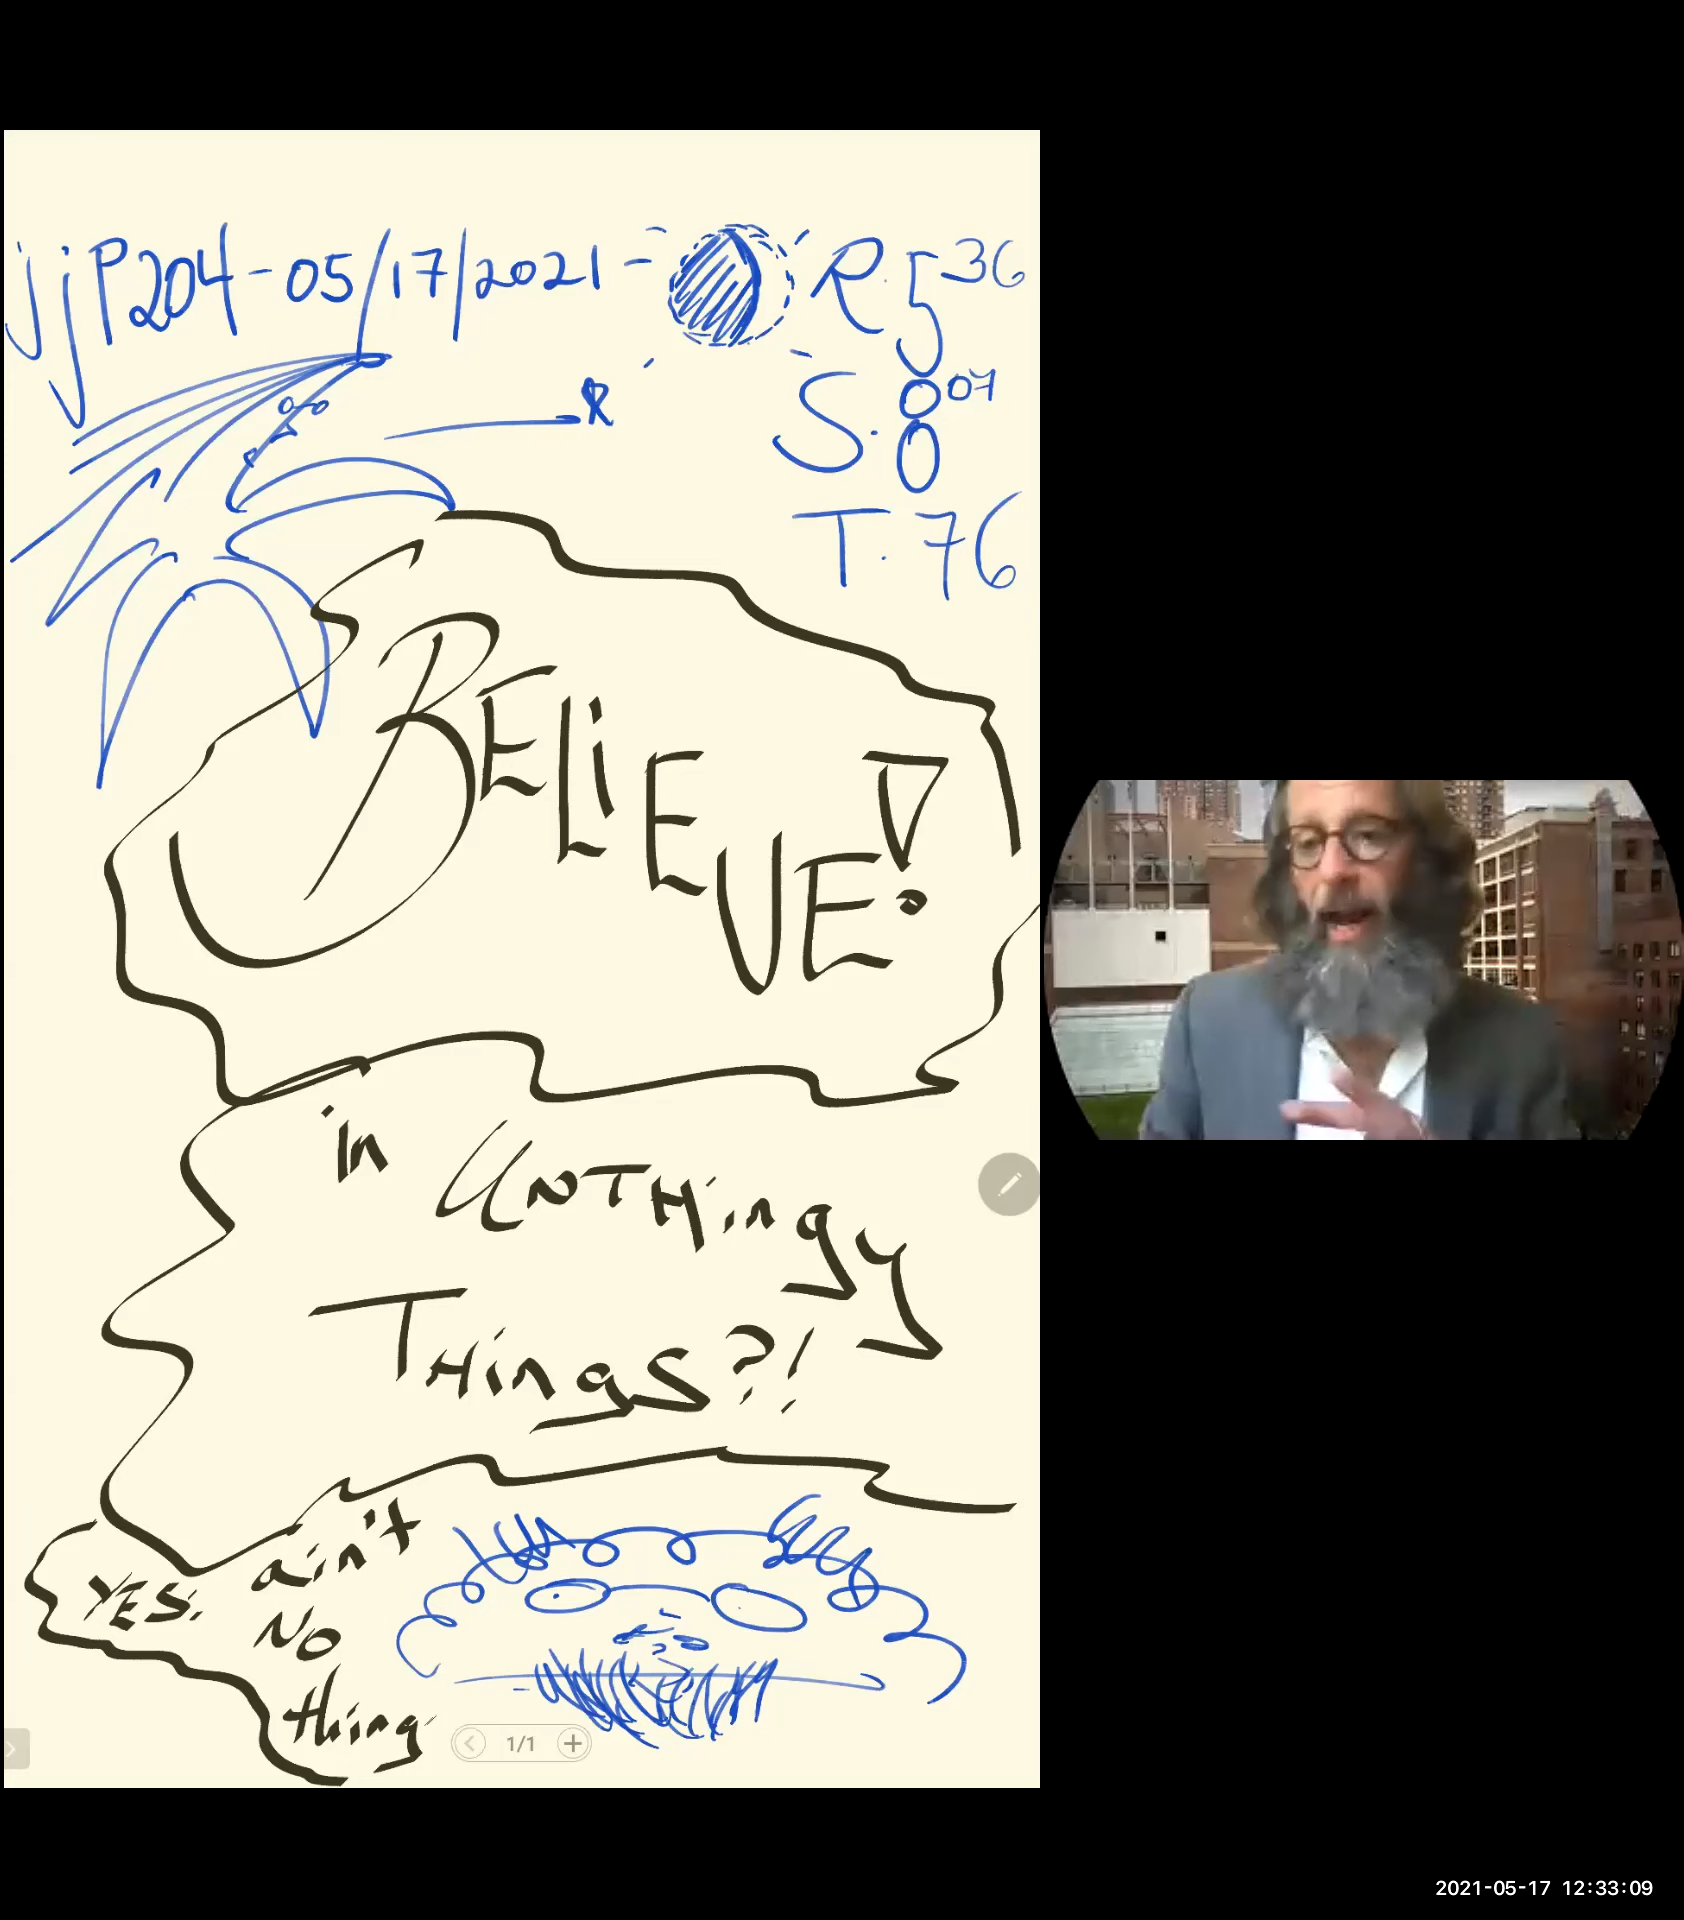 jjP204-05/17/2021- R. 5 36
S. 8 07
T. 76
BELiEVE!
in UNTHingy
THings?!
YES. ain't
NO
thing
1/1
2021-05-17 12:33:09